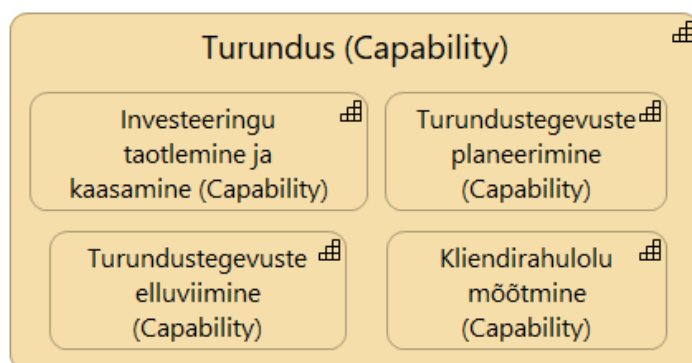 Turundus (Capability)
Investeeringu
taotlemine ja
kaasamine (Capability)
Turundustegevuste
planeerimine
(Capability)
Turundustegevuste
elluviimine
(Capability)
Kliendirahulolu
mõõtmine
(Capability)